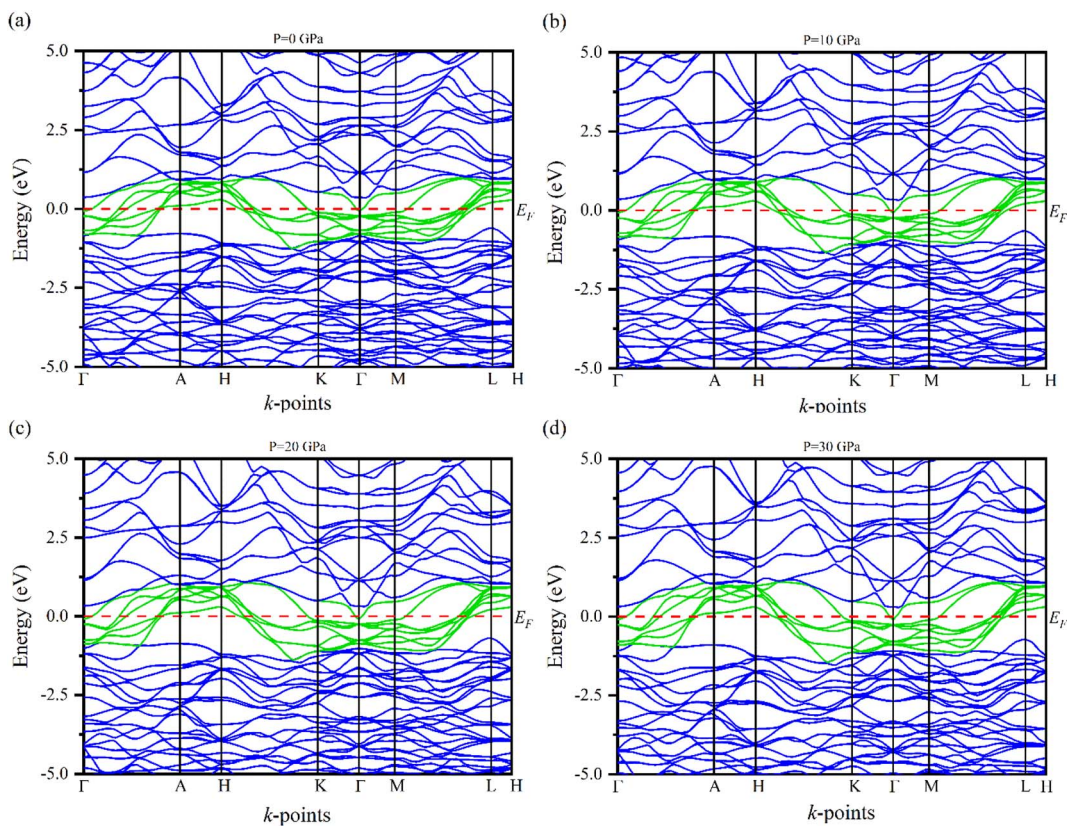 (a)
P=0 GPa
5.0
2.5
0.0
-2.5
-5.0
Energy (eV)
E_F
Γ A H K Γ M L H
k-points
(b)
P=10 GPa
5.0
2.5
0.0
-2.5
-5.0
Energy (eV)
E_F
Γ A H K Γ M L H
k-points
(c)
P=20 GPa
5.0
2.5
0.0
-2.5
-5.0
Energy (eV)
E_F
Γ A H K Γ M L H
k-points
(d)
P=30 GPa
5.0
2.5
0.0
-2.5
-5.0
Energy (eV)
E_F
Γ A H K Γ M L H
k-points